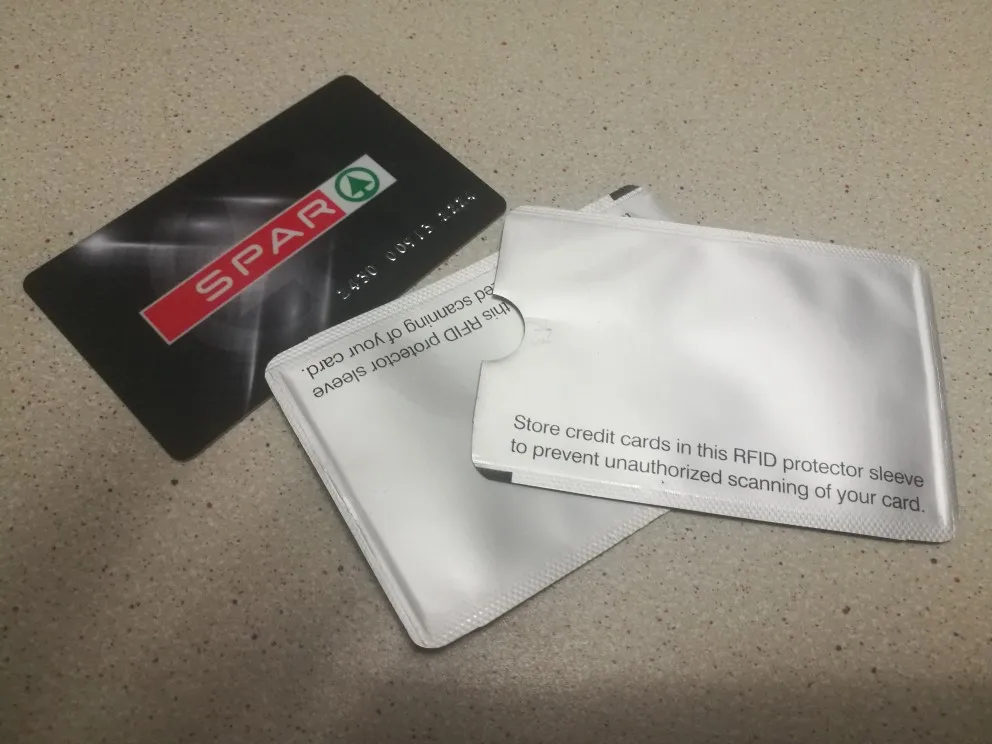 SPAR
this RFID protector sleeve
ed scanning of your card.
Store credit cards in this RFID protector sleeve
to prevent unauthorized scanning of your card.